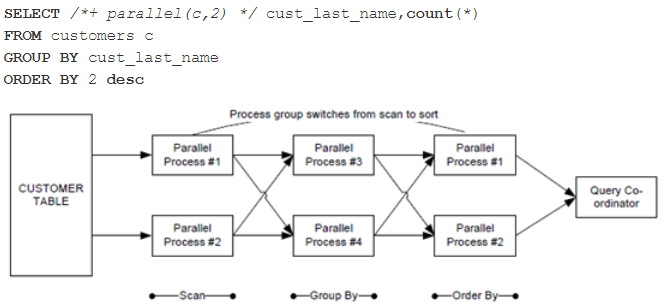 SELECT /*+ parallel(c,2) */ cust_last_name,count(*)
FROM customers c
GROUP BY cust_last_name
ORDER BY 2 desc
Process group switches from scan to sort
CUSTOMER
TABLE
Parallel
Process #1
Parallel
Process #3
Parallel
Process #1
Query Co-
ordinator
Parallel
Process #2
Parallel
Process #4
Parallel
Process #2
Scan
Group By
Order By